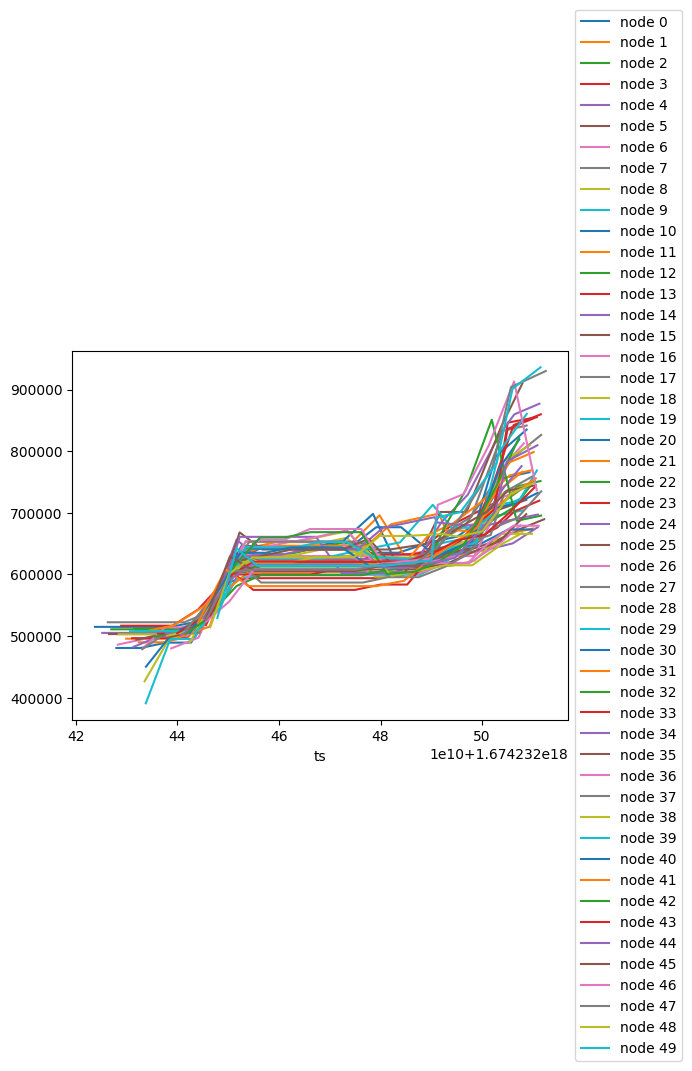 node 0
node 1
node 2
node 3
node 4
node 5
node 6
node 7
node 8
node 9
node 10
node 11
node 12
node 13
node 14
node 15
node 16
node 17
node 18
node 19
node 20
node 21
node 22
node 23
node 24
node 25
node 26
node 27
node 28
node 29
node 30
node 31
node 32
node 33
node 34
node 35
node 36
node 37
node 38
node 39
node 40
node 41
node 42
node 43
node 44
node 45
node 46
node 47
node 48
node 49
900000
800000
700000
600000
500000
400000
42 44 46 48 50
ts
1e10+1.674232e18